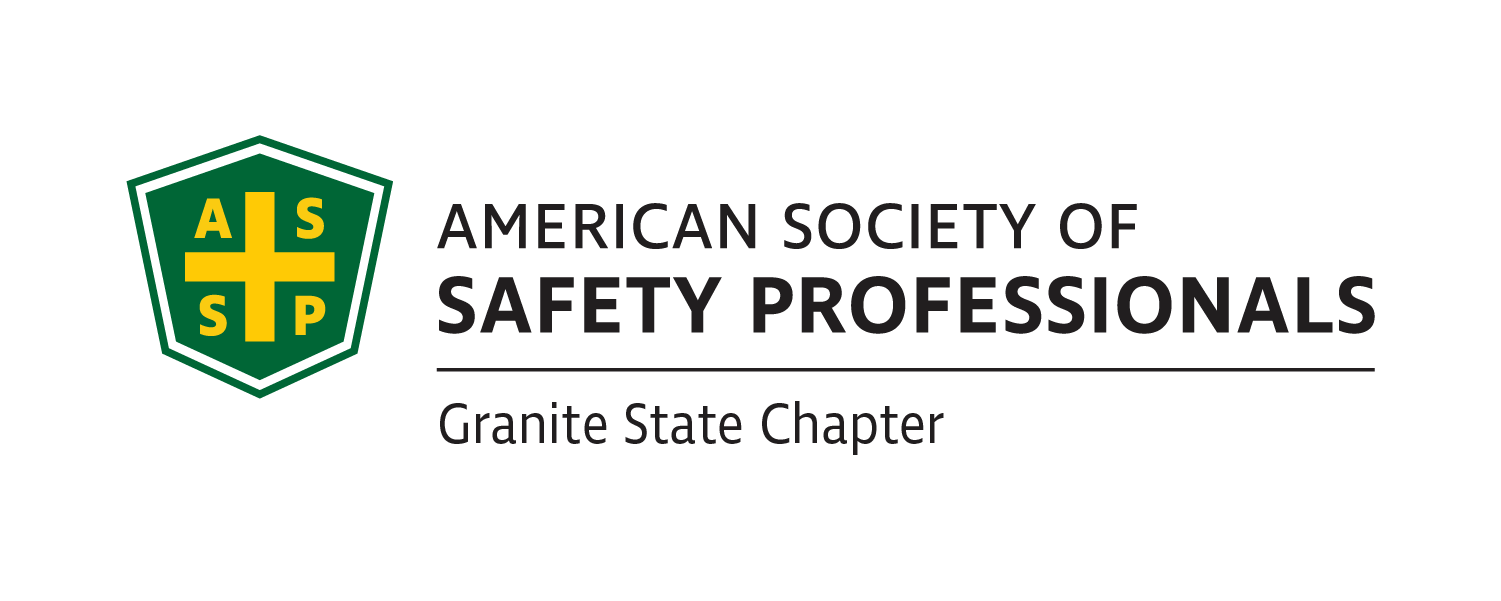 A S
S P
AMERICAN SOCIETY OF
SAFETY PROFESSIONALS
Granite State Chapter